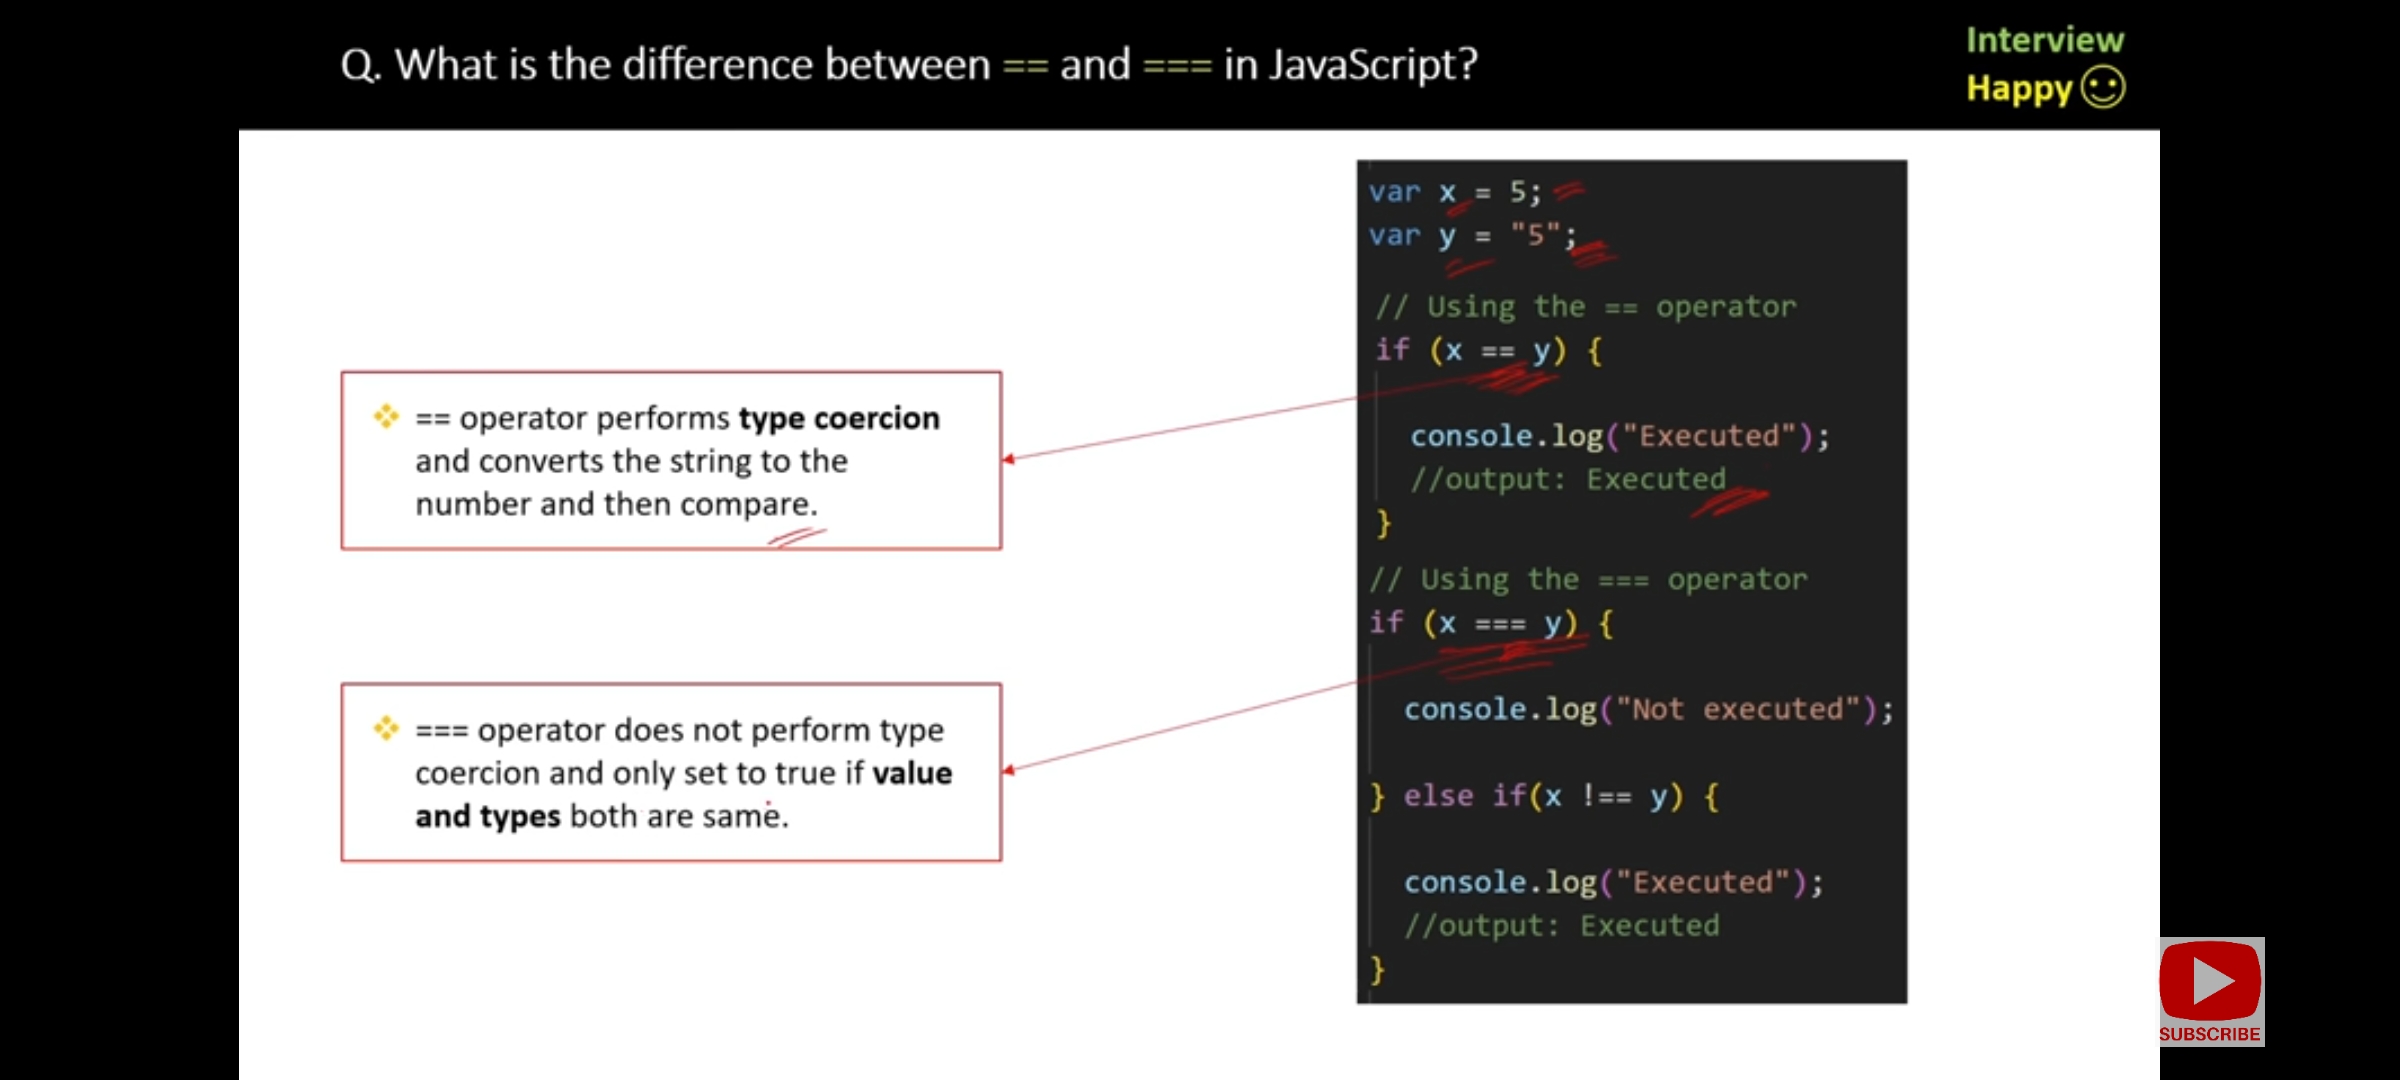 Q. What is the difference between == and === in JavaScript?
Interview
Happy
== operator performs type coercion
and converts the string to the
number and then compare.
=== operator does not perform type
coercion and only set to true if value
and types both are same.
var x = 5;
var y = "5";
// Using the == operator
if (x == y) {
console.log("Executed");
//output: Executed
}
// Using the === operator
if (x === y) {
console.log("Not executed");
} else if(x !== y) {
console.log("Executed");
//output: Executed
}
SUBSCRIBE